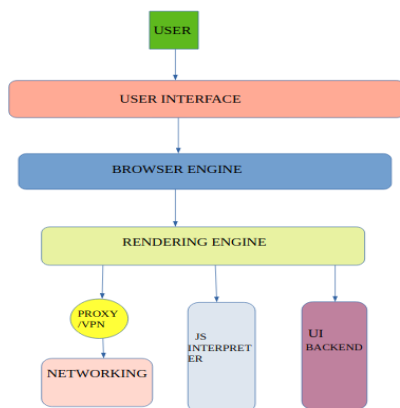 USER
USER INTERFACE
BROWSER ENGINE
RENDERING ENGINE
PROXY
/VPN
NETWORKING
JS
INTERPRET
ER
UI
BACKEND